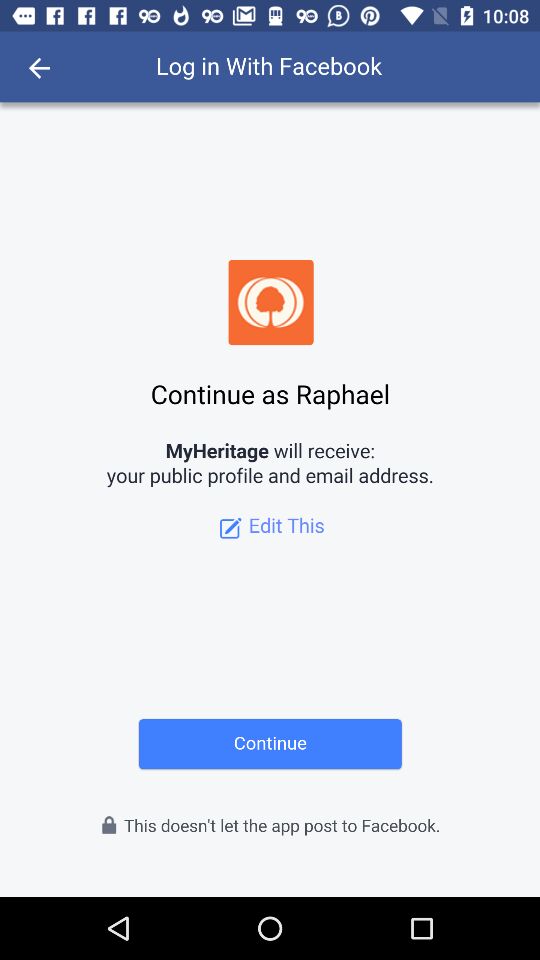 10:08
Log in With Facebook
Continue as Raphael
MyHeritage will receive:
your public profile and email address.
Edit This
Continue
This doesn't let the app post to Facebook.